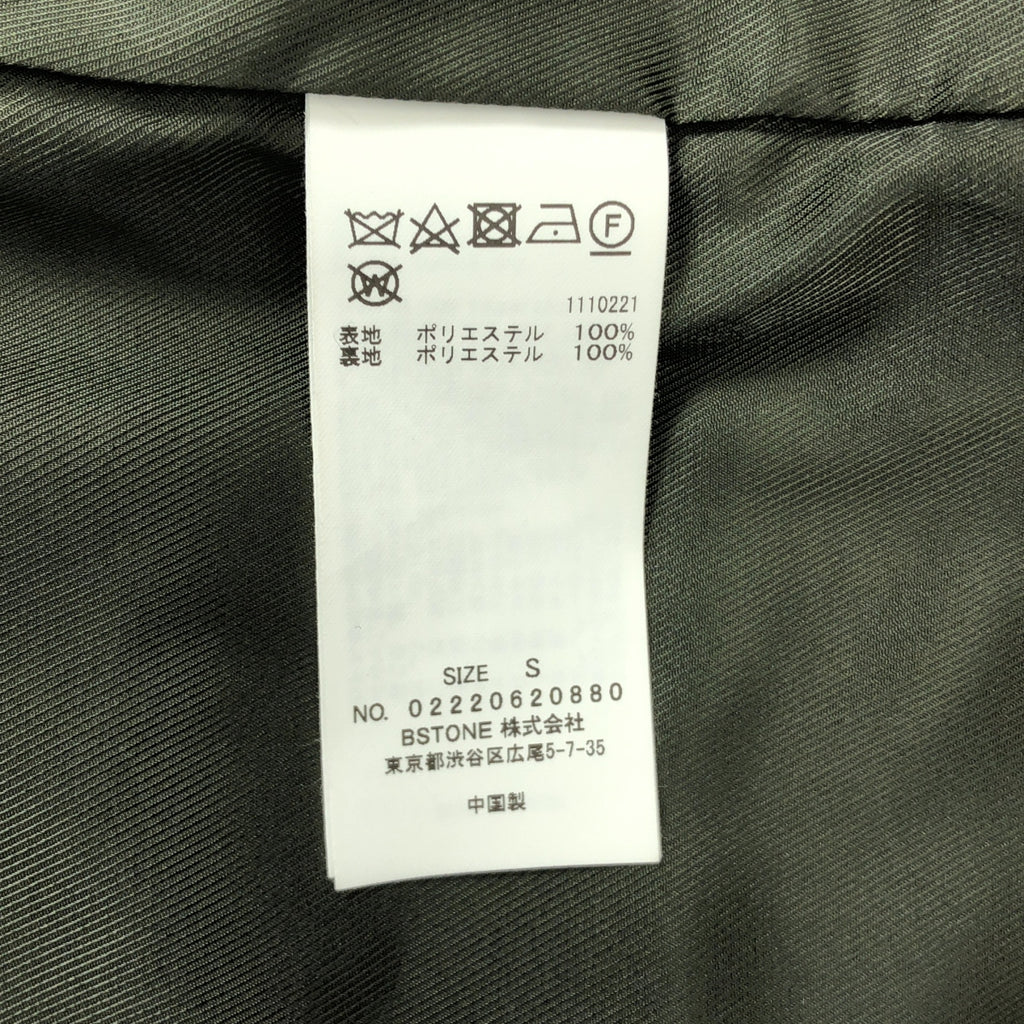 F
W
1110221
表地 ポリエステル 100%
裏地 ポリエステル 100%
SIZE S
NO. 02220620880
BSTONE 株式会社
東京都渋谷区広尾5-7-35
中国製